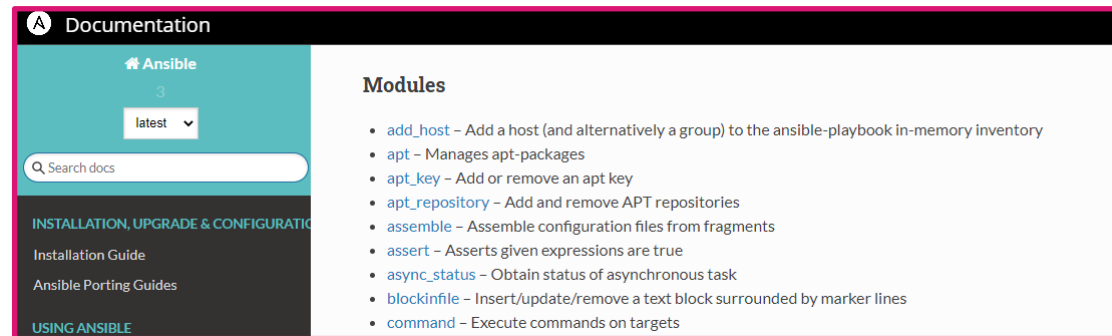 Documentation
Ansible
3
latest
Search docs
INSTALLATION, UPGRADE & CONFIGURATIO
Installation Guide
Ansible Porting Guides
USING ANSIBLE
Modules
add_host – Add a host (and alternatively a group) to the ansible-playbook in-memory inventory
apt – Manages apt-packages
apt_key – Add or remove an apt key
apt_repository – Add and remove APT repositories
assemble – Assemble configuration files from fragments
assert – Asserts given expressions are true
async_status – Obtain status of asynchronous task
blockinfile – Insert/update/remove a text block surrounded by marker lines
command – Execute commands on targets